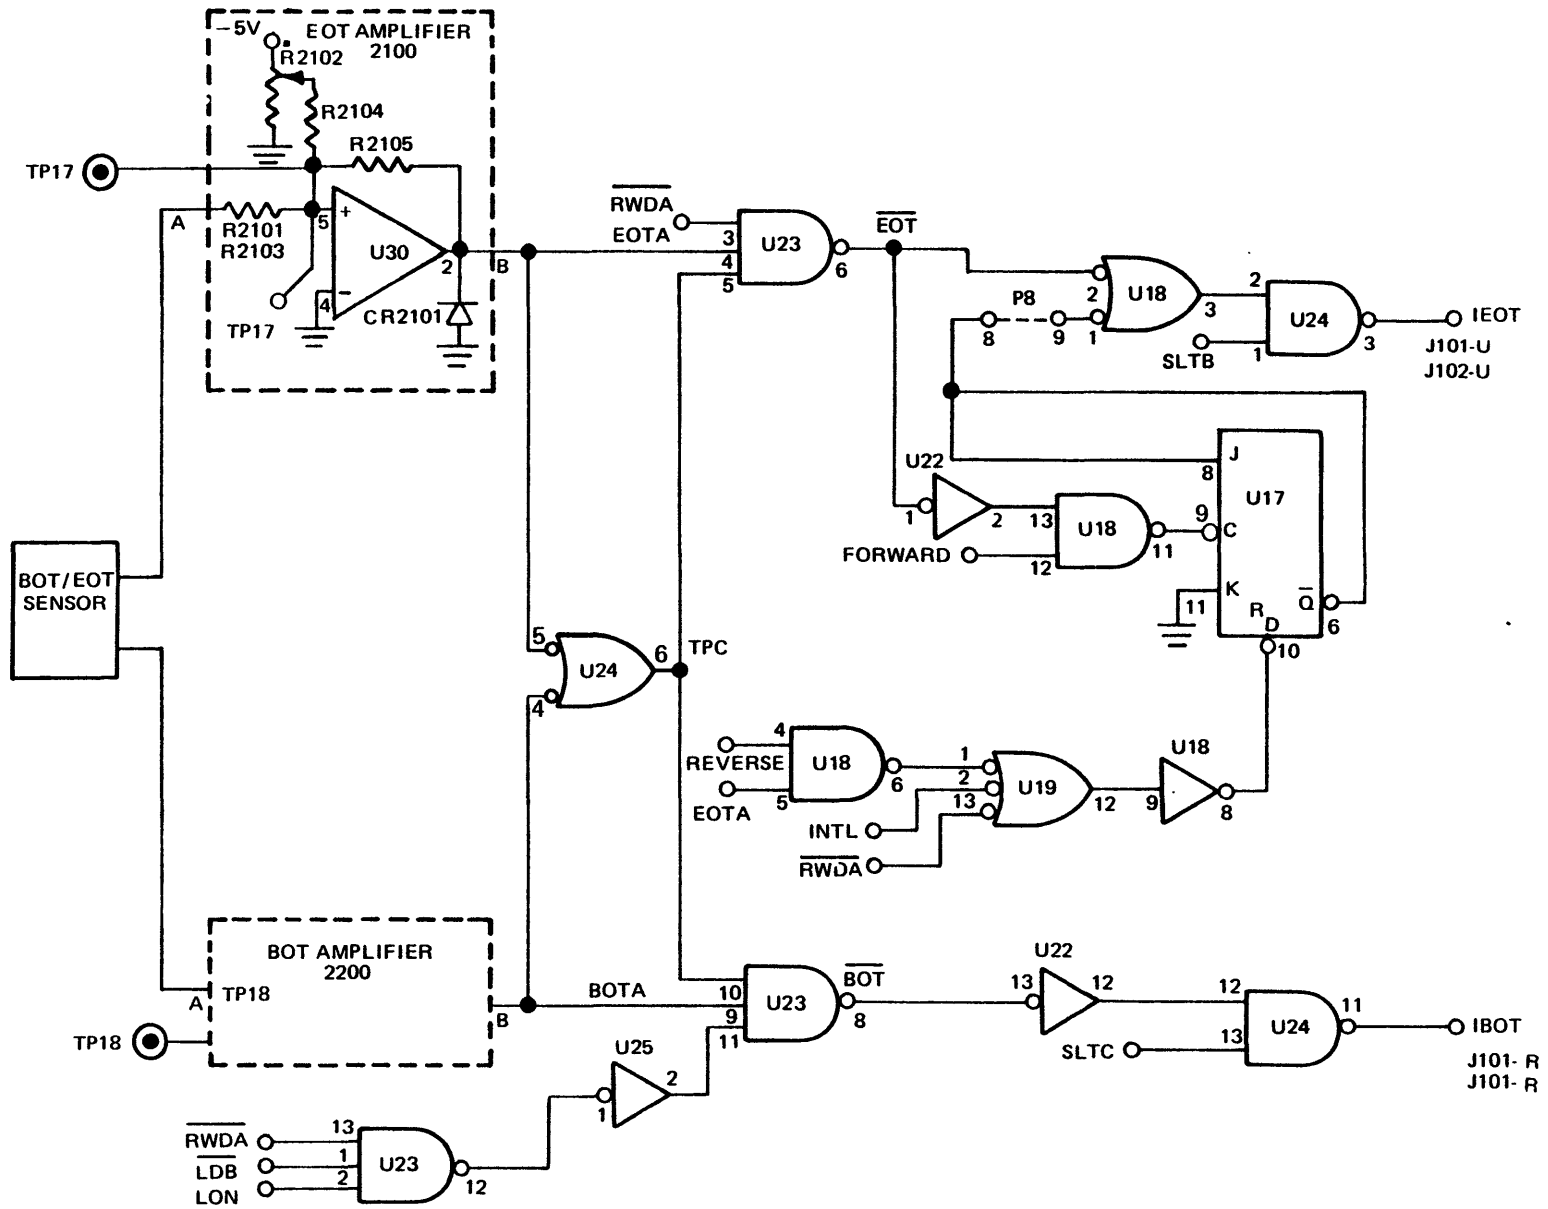 −5V
EOT AMPLIFIER
2100
R2102
R2104
R2105
TP17
A
R2101
R2103
5
+
U30
2
4
−
TP17
CR2101
B
RWDA
EOTA
3
4
5
U23
6
EOT
2
1
U18
3
P8
8
9
2
1
U24
3
SLTB
IEOT
J101-U
J102-U
U22
1
2
13
12
U18
11
FORWARD
J
8
U17
9
C
K
11
R
D
Q
6
10
BOT/EOT
SENSOR
5
4
U24
6
TPC
4
REVERSE
5
EOTA
U18
6
1
2
13
U19
12
INTL
RWDA
U18
9
8
BOT AMPLIFIER
2200
A
TP18
TP18
B
BOTA
10
9
11
U23
8
BOT
U22
13
12
12
13
U24
11
SLTC
IBOT
J101- R
J101- R
U25
1
2
RWDA
LDB
LON
13
1
2
U23
12